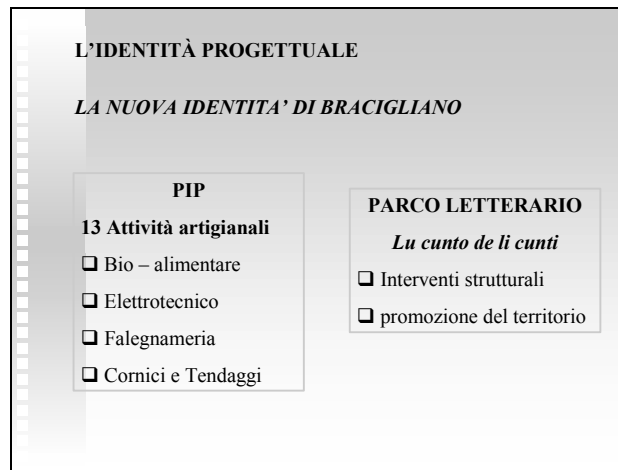 L’IDENTITÀ PROGETTUALE
LA NUOVA IDENTITA’ DI BRACIGLIANO
PIP
13 Attività artigianali
❑ Bio – alimentare
❑ Elettrotecnico
❑ Falegnameria
❑ Cornici e Tendaggi
PARCO LETTERARIO
Lu cunto de li cunti
❑ Interventi strutturali
❑ promozione del territorio